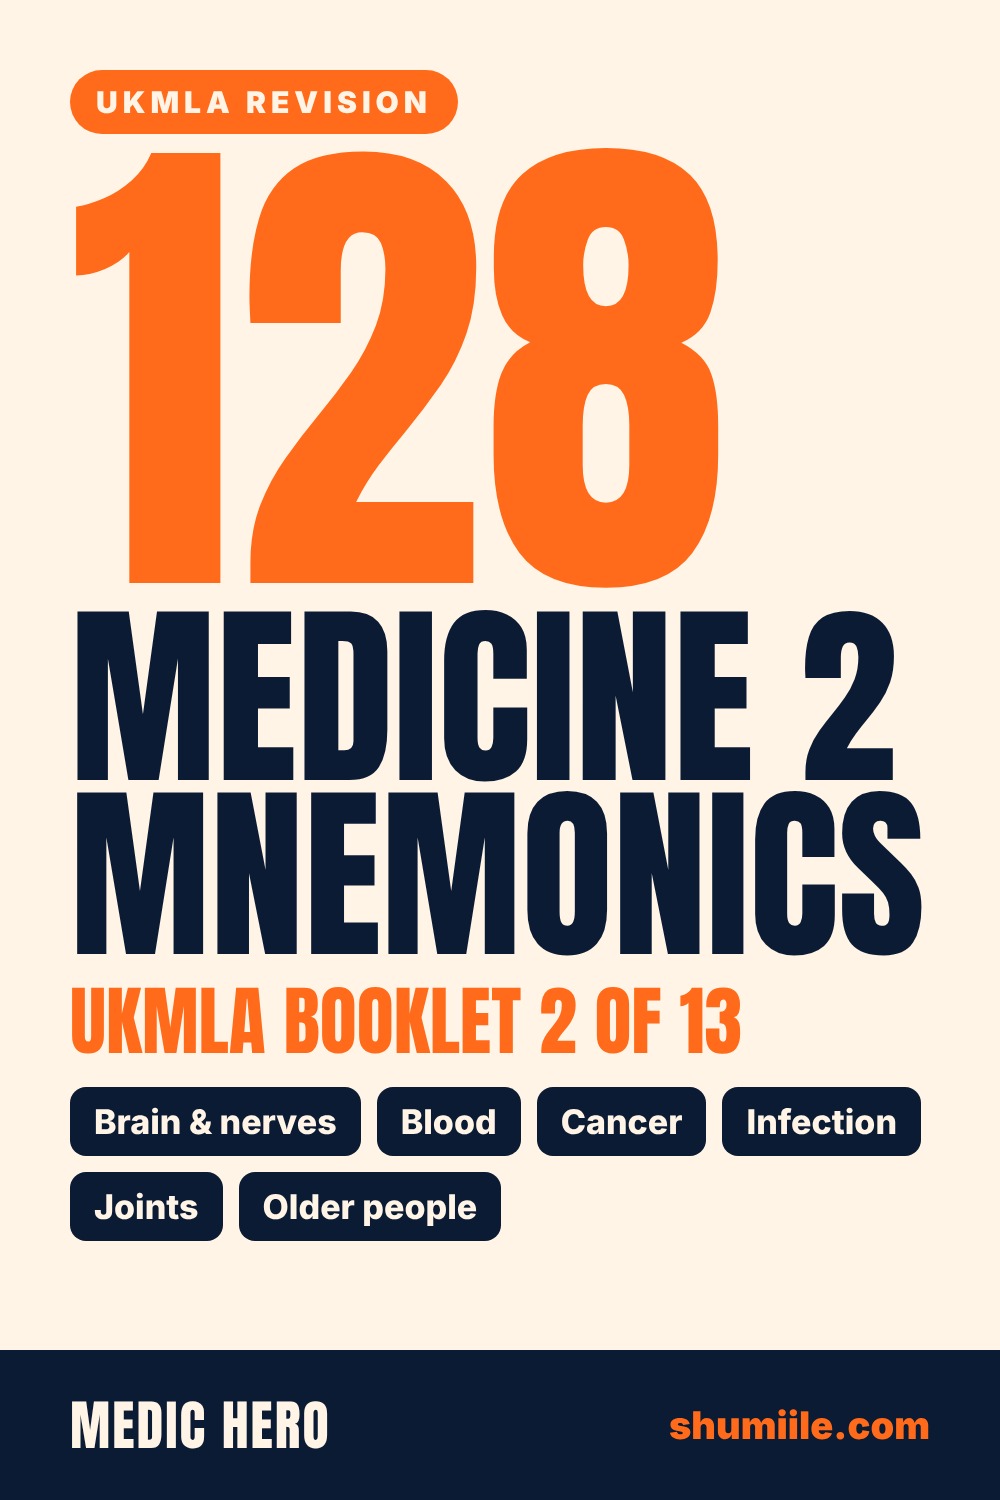 UKMLA REVISION
128
MEDICINE 2
MNEMONICS
UKMLA BOOKLET 2 OF 13
Brain & nerves Blood Cancer Infection
Joints Older people
MEDIC HERO shumiile.com